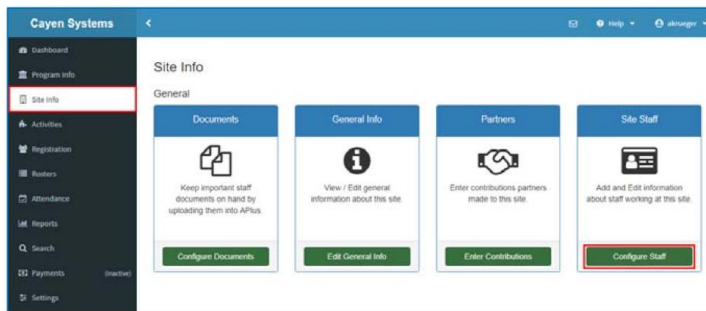 Cayen Systems
Help
Dashboard
Program Info
Site Info
Activities
Registration
Rosters
Attendance
Reports
Search
Payments (Inactive)
Settings
Site Info
General
Documents
Keep important staff
documents on hand by
uploading them into APlus.
Configure Documents
General Info
View / Edit general
information about this site.
Edit General Info
Partners
Enter contributions partners
made to this site.
Enter Contributions
Site Staff
Add and Edit information
about staff working at this site.
Configure Staff